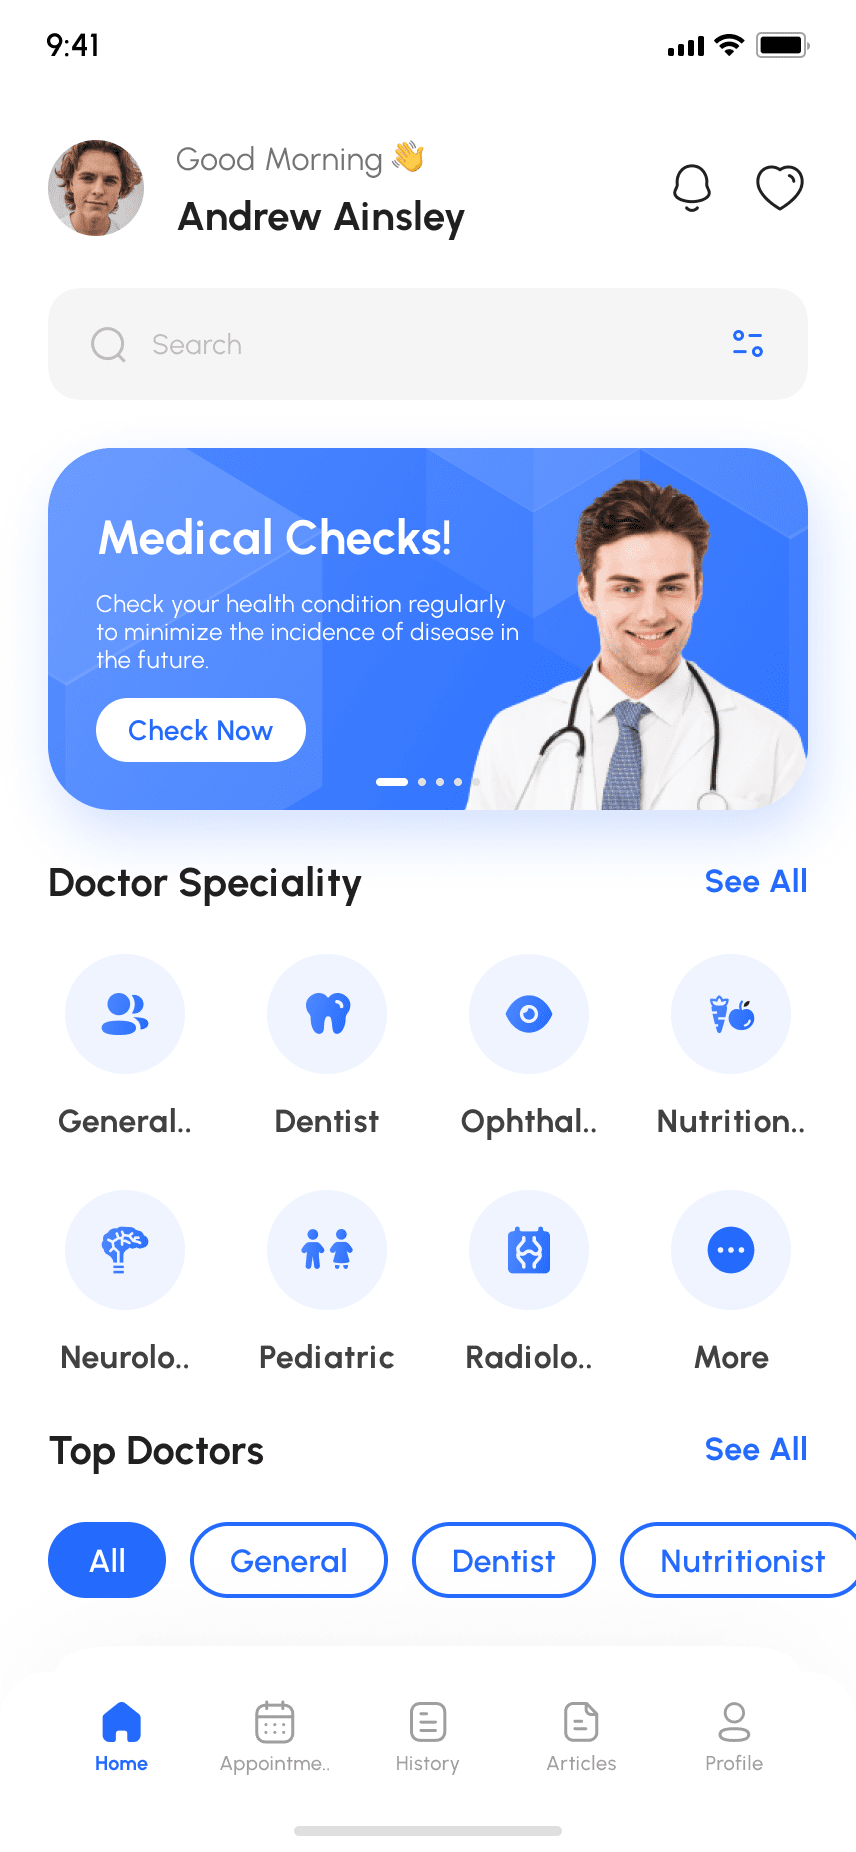 9:41
Good Morning 👋
Andrew Ainsley
Search
Medical Checks!
Check your health condition regularly
to minimize the incidence of disease in
the future.
Check Now
Doctor Speciality
See All
General..
Dentist
Ophthal..
Nutrition..
Neurolo..
Pediatric
Radiolo..
More
Top Doctors
See All
All
General
Dentist
Nutritionist
Home
Appointme..
History
Articles
Profile